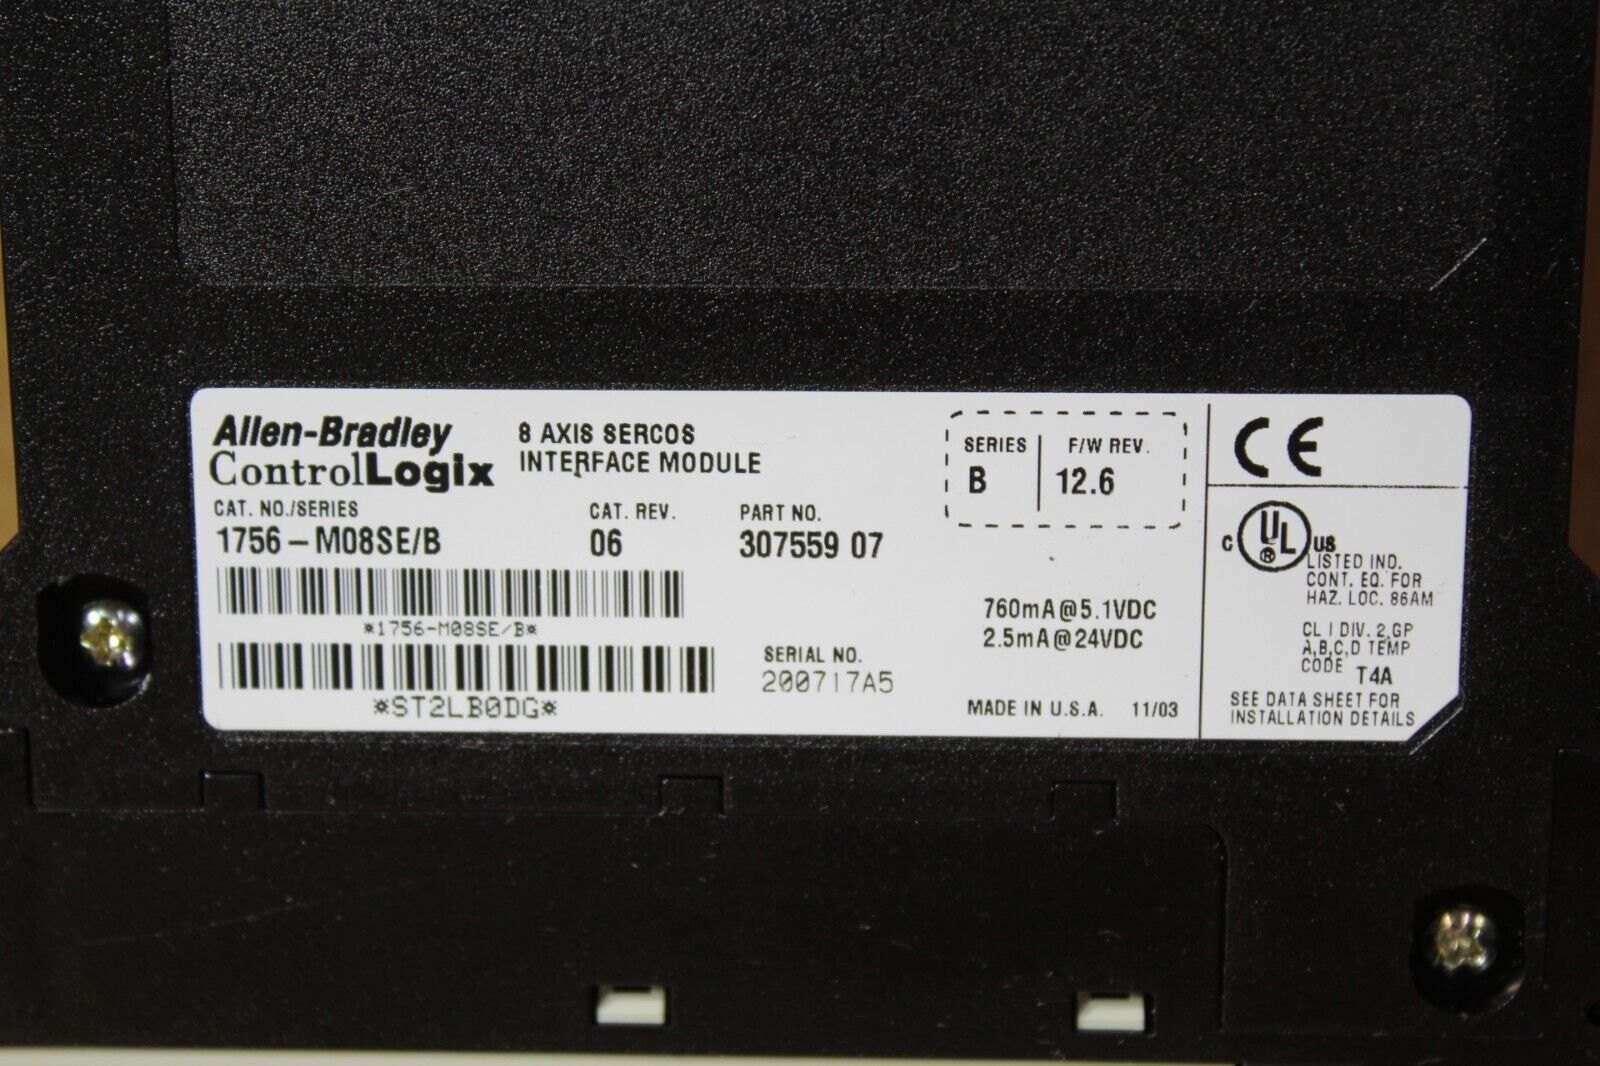 Allen-Bradley
ControlLogix
8 AXIS SERCOS
INTERFACE MODULE
SERIES
B
F/W REV.
12.6
CAT. NO./SERIES
1756 - M08SE/B
CAT. REV.
06
PART NO.
307559 07
*1756-M08SE/B*
*ST2LB0DG*
SERIAL NO.
200717A5
760mA@5.1VDC
2.5mA@24VDC
MADE IN U.S.A. 11/03
CE
C UL US
®
LISTED IND.
CONT. EQ. FOR
HAZ. LOC. 86AM
CL I DIV. 2,GP
A,B,C,D TEMP
CODE T4A
SEE DATA SHEET FOR
INSTALLATION DETAILS